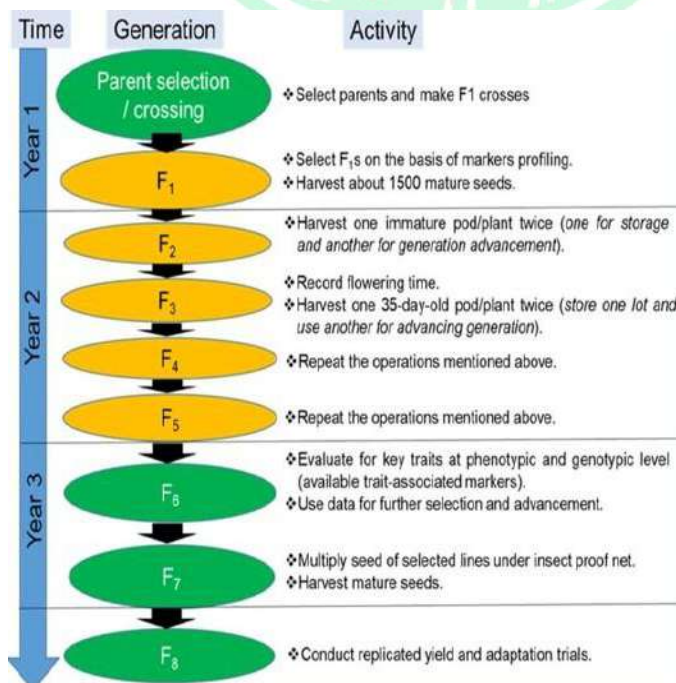 Time
Generation
Activity
Year 1
Parent selection
/ crossing
❖Select parents and make F1 crosses
F₁
❖Select F₁s on the basis of markers profiling.
❖Harvest about 1500 mature seeds.
Year 2
F₂
❖Harvest one immature pod/plant twice (one for storage
and another for generation advancement).
F₃
❖Record flowering time.
❖Harvest one 35-day-old pod/plant twice (store one lot and
use another for advancing generation).
F₄
❖Repeat the operations mentioned above.
F₅
❖Repeat the operations mentioned above.
Year 3
F₆
❖Evaluate for key traits at phenotypic and genotypic level
(available trait-associated markers).
❖Use data for further selection and advancement.
F₇
❖Multiply seed of selected lines under insect proof net.
❖Harvest mature seeds.
F₈
❖Conduct replicated yield and adaptation trials.